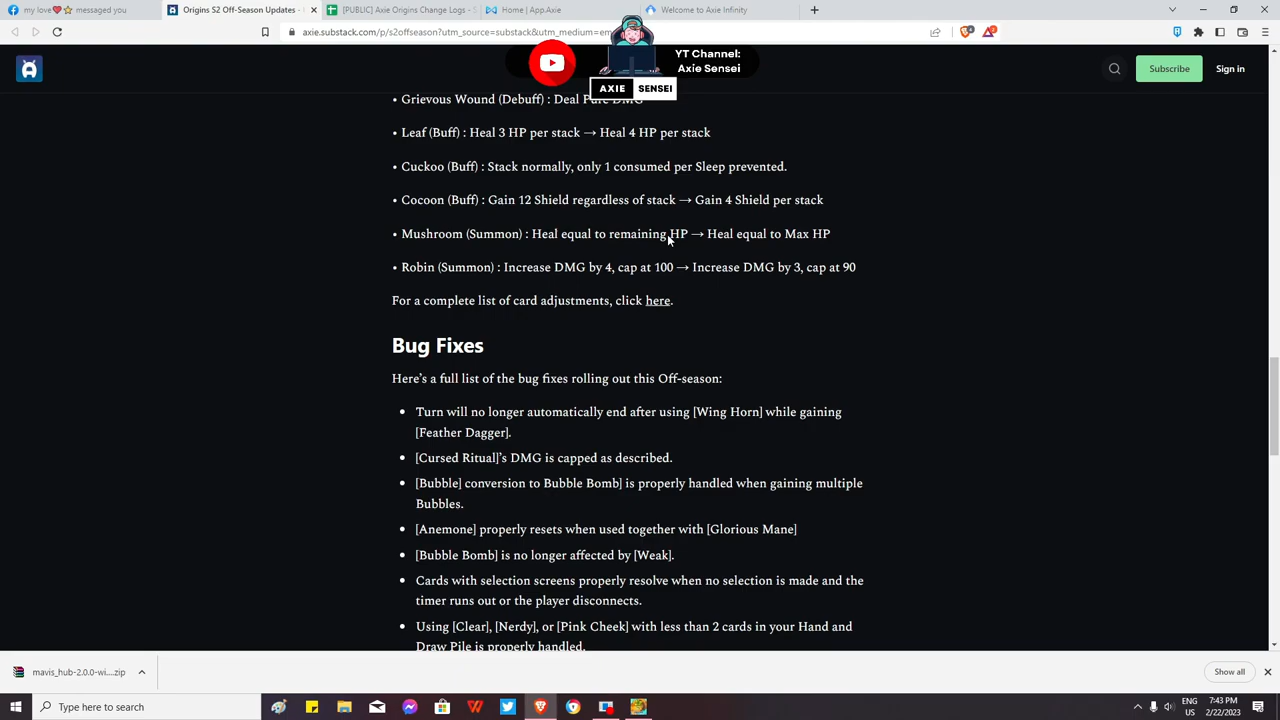 my love❤️⭐ messaged you
Origins S2 Off-Season Updates -
[PUBLIC] Axie Origins Change Logs - S
Home | App.Axie
Welcome to Axie Infinity
axie.substack.com/p/s2offseason?utm_source=substack&utm_medium=em
YT Channel:
Axie Sensei
AXIE SENSEI
Subscribe
Sign in
• Grievous Wound (Debuff) : Deal Pure DMG
• Leaf (Buff) : Heal 3 HP per stack → Heal 4 HP per stack
• Cuckoo (Buff) : Stack normally, only 1 consumed per Sleep prevented.
• Cocoon (Buff) : Gain 12 Shield regardless of stack → Gain 4 Shield per stack
• Mushroom (Summon) : Heal equal to remaining HP → Heal equal to Max HP
• Robin (Summon) : Increase DMG by 4, cap at 100 → Increase DMG by 3, cap at 90
For a complete list of card adjustments, click here.
Bug Fixes
Here's a full list of the bug fixes rolling out this Off-season:
• Turn will no longer automatically end after using [Wing Horn] while gaining
[Feather Dagger].
• [Cursed Ritual]'s DMG is capped as described.
• [Bubble] conversion to Bubble Bomb] is properly handled when gaining multiple
Bubbles.
• [Anemone] properly resets when used together with [Glorious Mane]
• [Bubble Bomb] is no longer affected by [Weak].
• Cards with selection screens properly resolve when no selection is made and the
timer runs out or the player disconnects.
• Using [Clear], [Nerdy], or [Pink Cheek] with less than 2 cards in your Hand and
Draw Pile is properly handled.
mavis_hub-2.0.0-wi....zip
Show all
Type here to search
ENG
US
7:43 PM
2/22/2023